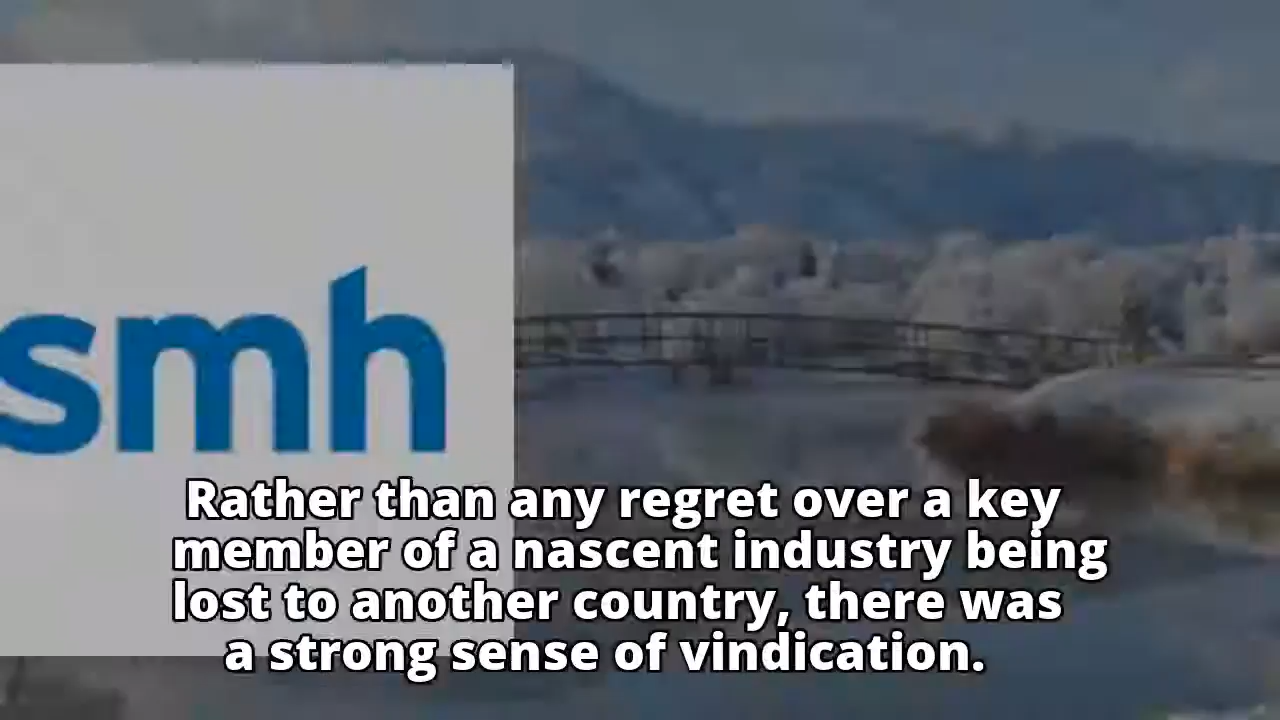 smh
Rather than any regret over a key
member of a nascent industry being
lost to another country, there was
a strong sense of vindication.